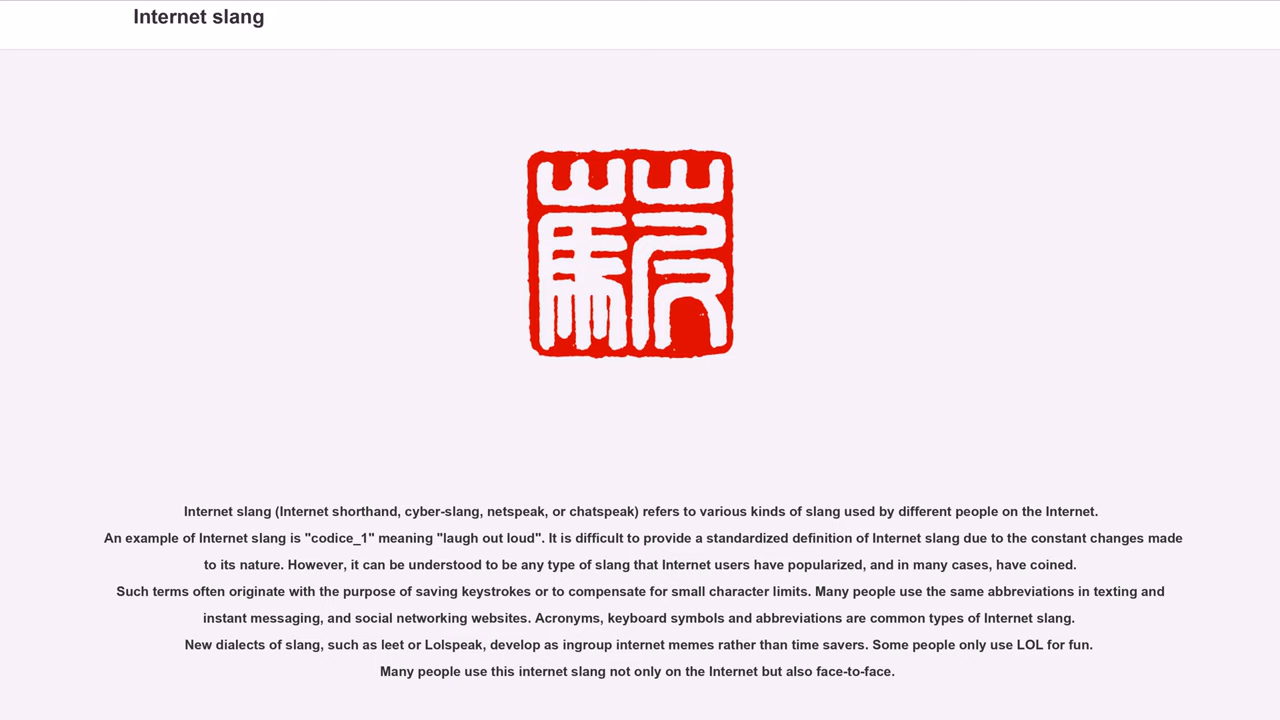 Internet slang
Internet slang (Internet shorthand, cyber-slang, netspeak, or chatspeak) refers to various kinds of slang used by different people on the Internet.
An example of Internet slang is "codice_1" meaning "laugh out loud". It is difficult to provide a standardized definition of Internet slang due to the constant changes made
to its nature. However, it can be understood to be any type of slang that Internet users have popularized, and in many cases, have coined.
Such terms often originate with the purpose of saving keystrokes or to compensate for small character limits. Many people use the same abbreviations in texting and
instant messaging, and social networking websites. Acronyms, keyboard symbols and abbreviations are common types of Internet slang.
New dialects of slang, such as leet or Lolspeak, develop as ingroup internet memes rather than time savers. Some people only use LOL for fun.
Many people use this internet slang not only on the Internet but also face-to-face.